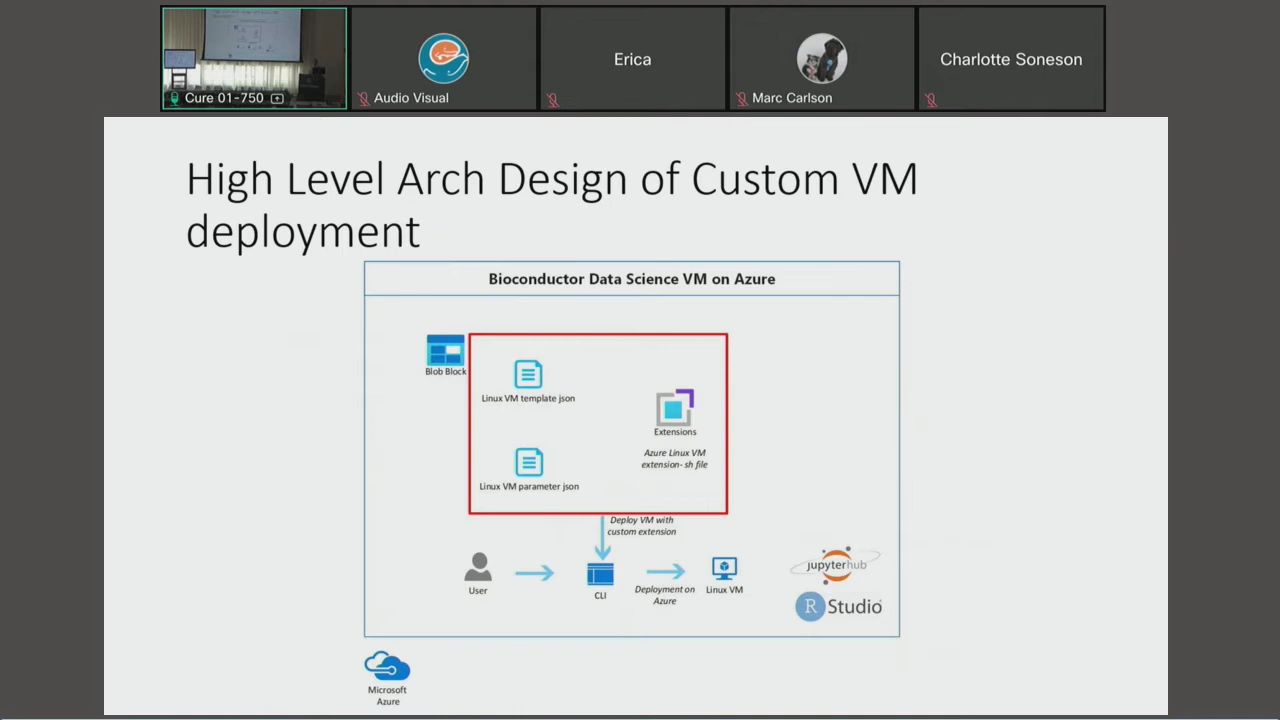 Cure 01-750
Audio Visual
Erica
Marc Carlson
Charlotte Soneson
High Level Arch Design of Custom VM
deployment
Bioconductor Data Science VM on Azure
Blob Block
Linux VM template json
Extensions
Azure Linux VM
extension- sh file
Linux VM parameter json
Deploy VM with
custom extension
User
CLI
Deployment on
Azure
Linux VM
jupyterhub
R Studio
Microsoft
Azure